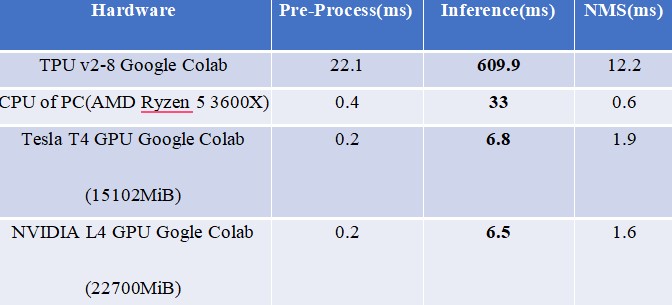 Hardware Pre-Process(ms) Inference(ms) NMS(ms)
TPU v2-8 Google Colab 22.1 609.9 12.2
CPU of PC(AMD Ryzen 5 3600X) 0.4 33 0.6
Tesla T4 GPU Google Colab 0.2 6.8 1.9
(15102MiB)
NVIDIA L4 GPU Gogle Colab 0.2 6.5 1.6
(22700MiB)